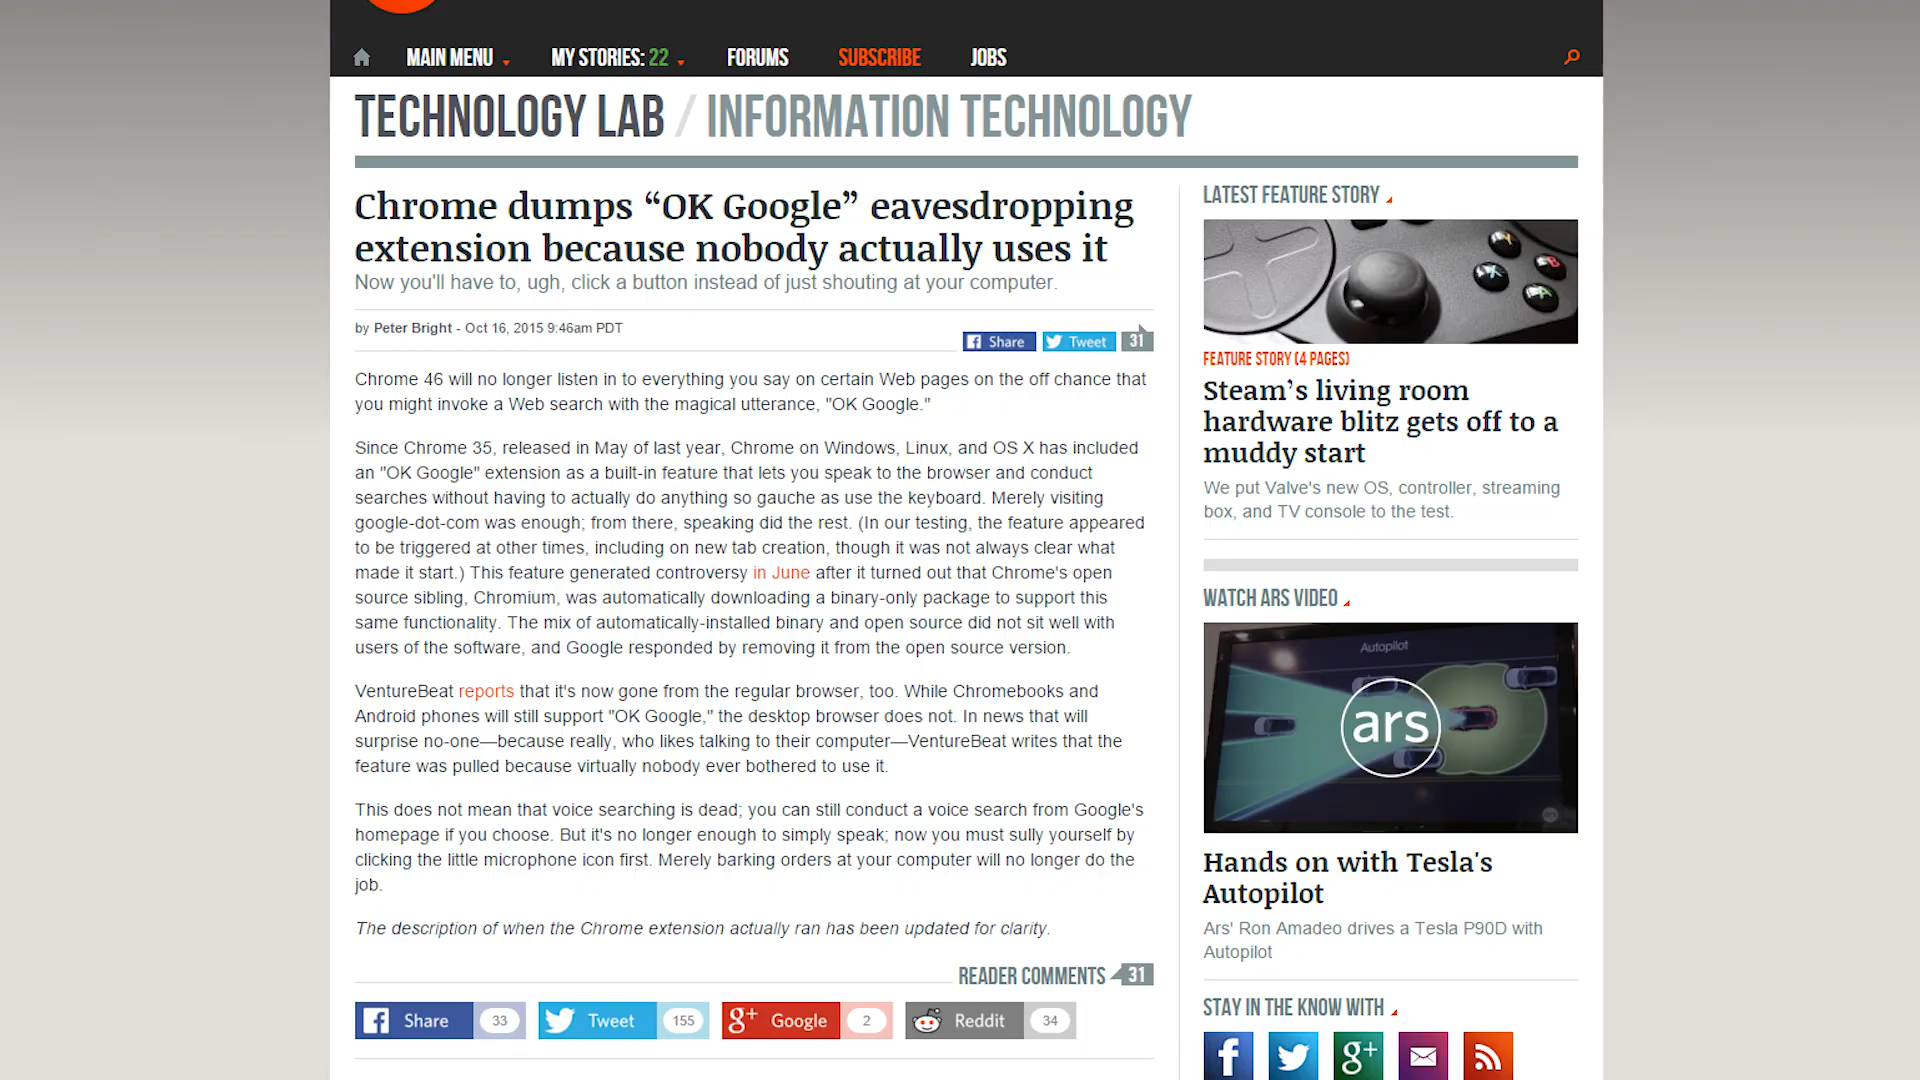 MAIN MENU
MY STORIES: 22
FORUMS
SUBSCRIBE
JOBS
TECHNOLOGY LAB / INFORMATION TECHNOLOGY
Chrome dumps “OK Google” eavesdropping
extension because nobody actually uses it
Now you'll have to, ugh, click a button instead of just shouting at your computer.
by Peter Bright - Oct 16, 2015 9:46am PDT
Share
Tweet
31
Chrome 46 will no longer listen in to everything you say on certain Web pages on the off chance that
you might invoke a Web search with the magical utterance, "OK Google."
Since Chrome 35, released in May of last year, Chrome on Windows, Linux, and OS X has included
an "OK Google" extension as a built-in feature that lets you speak to the browser and conduct
searches without having to actually do anything so gauche as use the keyboard. Merely visiting
google-dot-com was enough; from there, speaking did the rest. (In our testing, the feature appeared
to be triggered at other times, including on new tab creation, though it was not always clear what
made it start.) This feature generated controversy in June after it turned out that Chrome's open
source sibling, Chromium, was automatically downloading a binary-only package to support this
same functionality. The mix of automatically-installed binary and open source did not sit well with
users of the software, and Google responded by removing it from the open source version.
VentureBeat reports that it's now gone from the regular browser, too. While Chromebooks and
Android phones will still support "OK Google," the desktop browser does not. In news that will
surprise no-one—because really, who likes talking to their computer—VentureBeat writes that the
feature was pulled because virtually nobody ever bothered to use it.
This does not mean that voice searching is dead; you can still conduct a voice search from Google's
homepage if you choose. But it's no longer enough to simply speak; now you must sully yourself by
clicking the little microphone icon first. Merely barking orders at your computer will no longer do the
job.
The description of when the Chrome extension actually ran has been updated for clarity.
READER COMMENTS 31
Share 33
Tweet 155
g+ Google 2
Reddit 34
LATEST FEATURE STORY
Y
X
B
A
FEATURE STORY (4 PAGES)
Steam’s living room
hardware blitz gets off to a
muddy start
We put Valve's new OS, controller, streaming
box, and TV console to the test.
WATCH ARS VIDEO
Autopilot
ars
Hands on with Tesla's
Autopilot
Ars' Ron Amadeo drives a Tesla P90D with
Autopilot
STAY IN THE KNOW WITH
f
g+